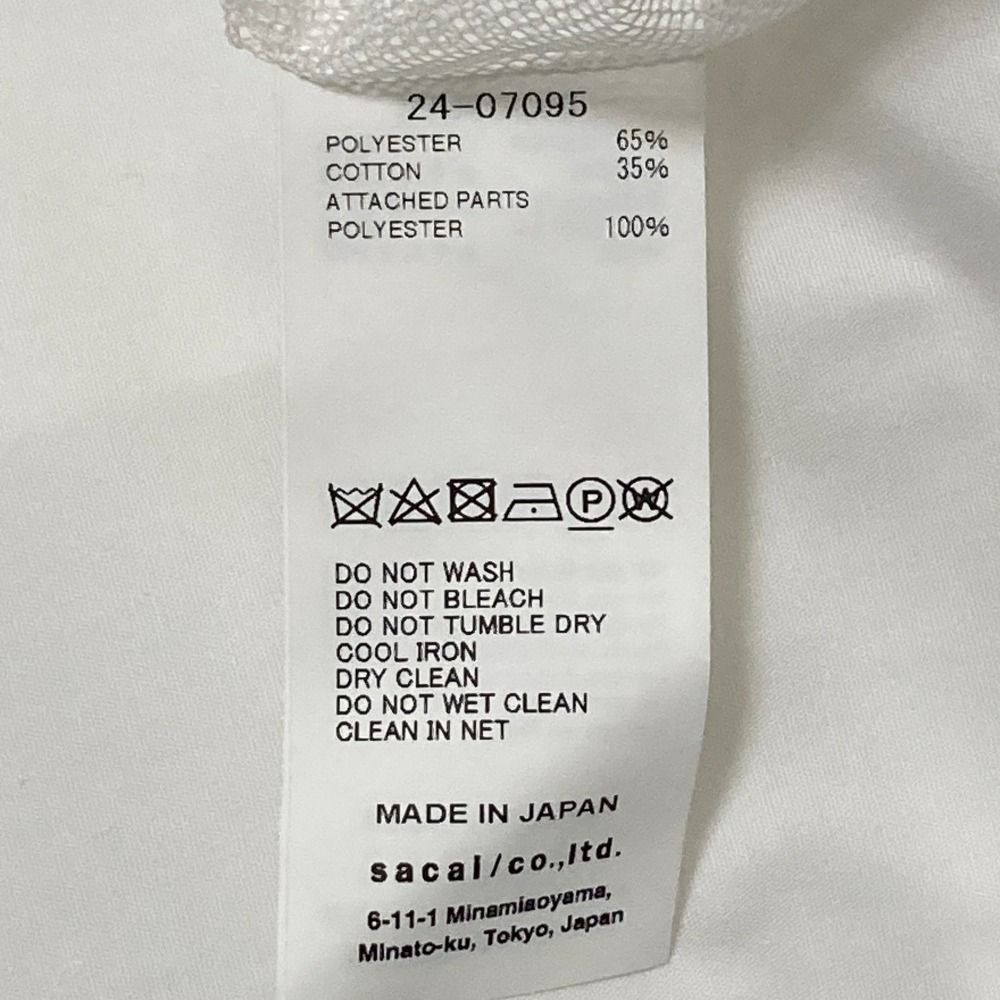 24-07095
POLYESTER 65%
COTTON 35%
ATTACHED PARTS
POLYESTER 100%
P W
DO NOT WASH
DO NOT BLEACH
DO NOT TUMBLE DRY
COOL IRON
DRY CLEAN
DO NOT WET CLEAN
CLEAN IN NET
MADE IN JAPAN
sacai/co.,ltd.
6-11-1 Minamiaoyama,
Minato-ku, Tokyo, Japan